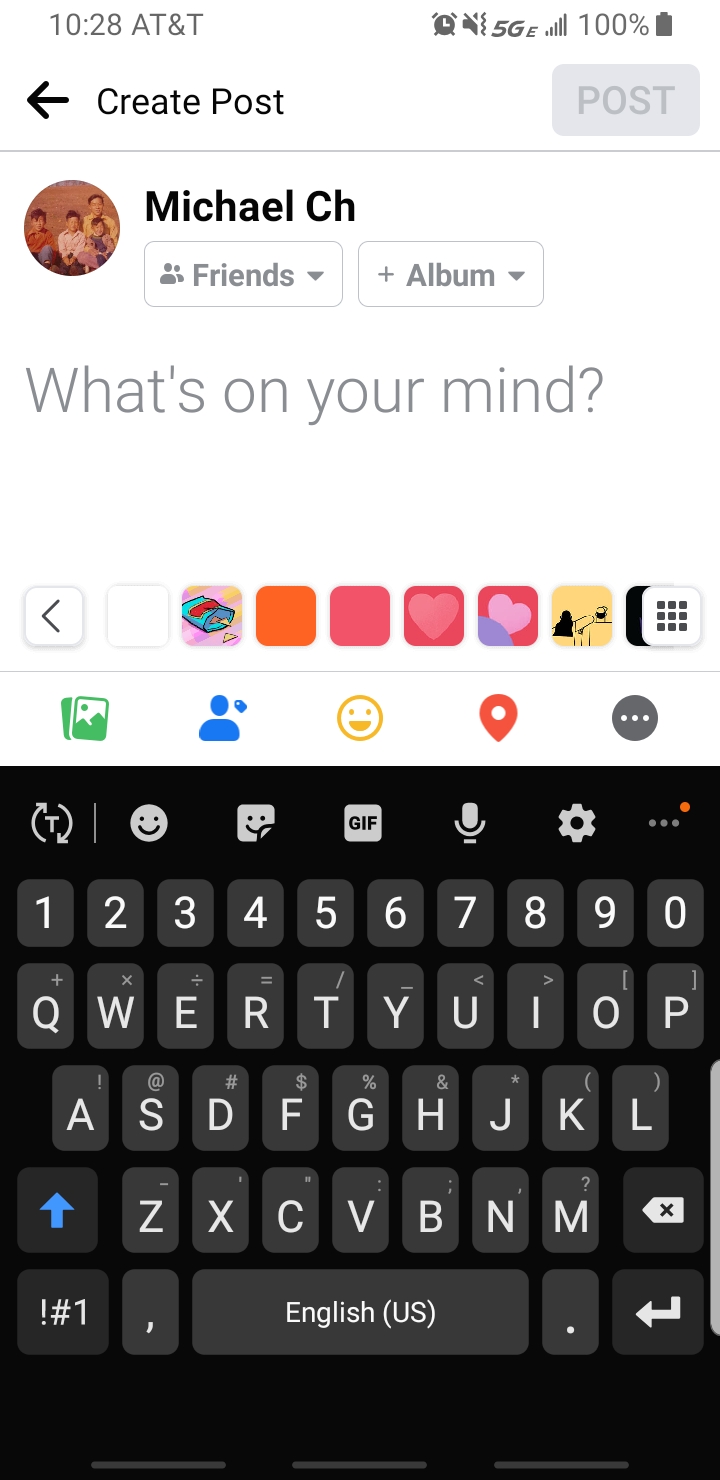 10:28 AT&T 5GE 100%
Create Post POST
Michael Ch
Friends + Album
What's on your mind?
T GIF
1 2 3 4 5 6 7 8 9 0
+ × ÷ = / _ < > [ ]
Q W E R T Y U I O P
! @ # $ % & * ( )
A S D F G H J K L
- ' " : ; , ?
Z X C V B N M
!#1 , English (US) .